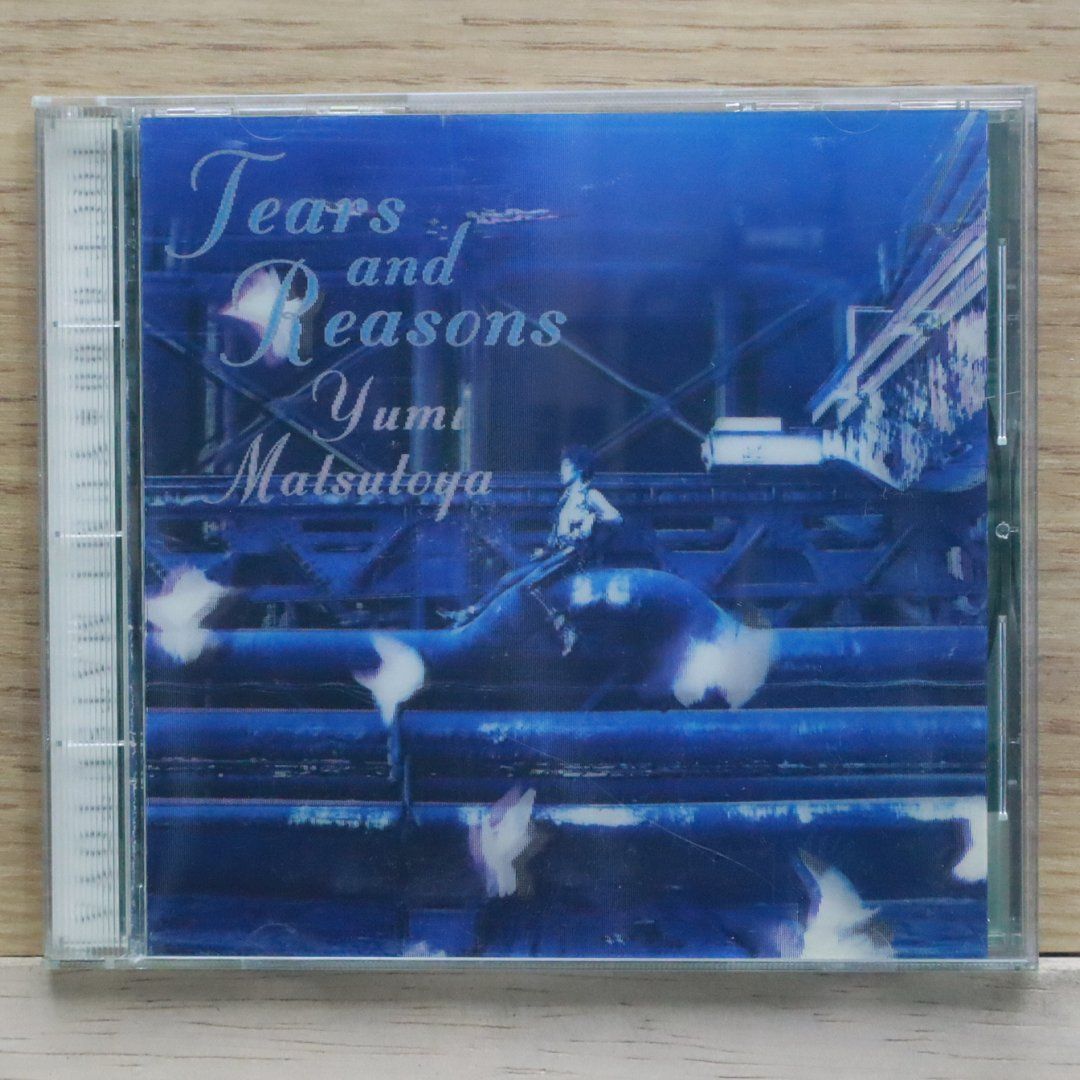 Tears
and
Reasons
Yumi
Matsutoya